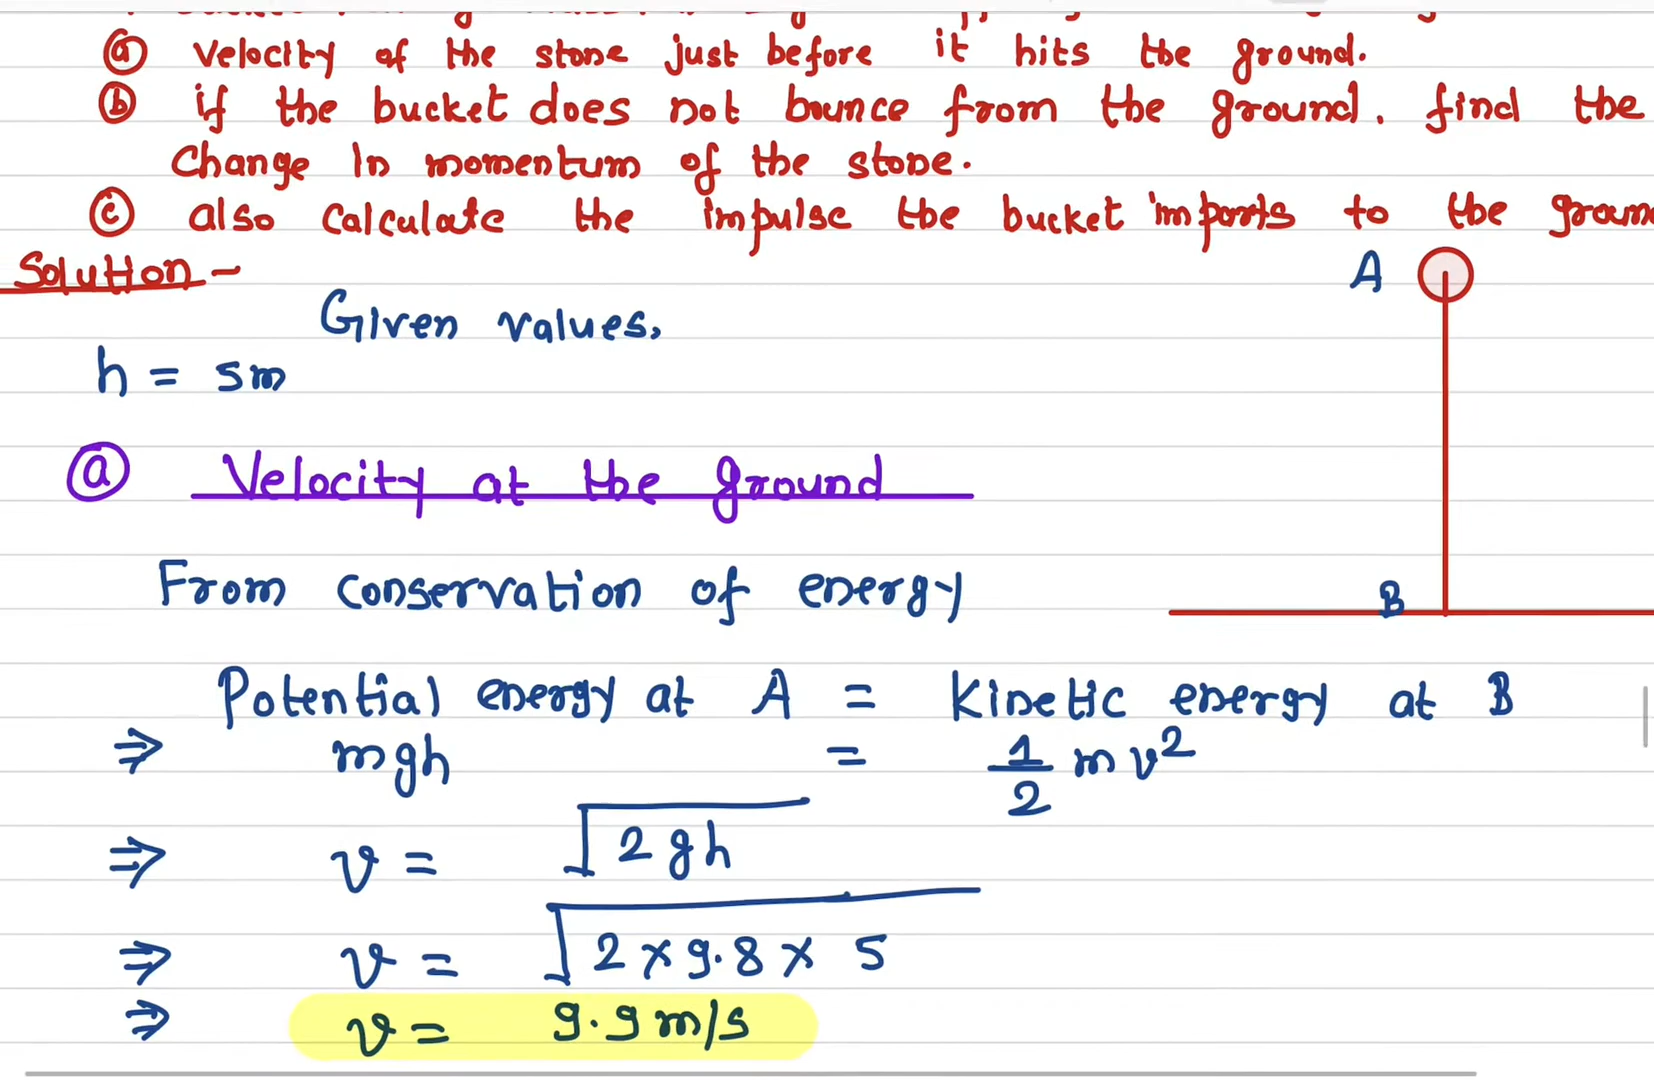 ⓐ velocity of the stone just before it hits the ground.
ⓑ if the bucket does not bounce from the ground. find the
change in momentum of the stone.
ⓒ also calculate the impulse the bucket imparts to the
Solution -
A
Given values,
h = 5m
ⓐ Velocity at the ground
From conservation of energy
B
Potential energy at A = Kinetic energy at B
⇒ mgh = 1/2 mv²
⇒ v = √2gh
⇒ v = √2×9.8×5
⇒ v = 9.9 m/s